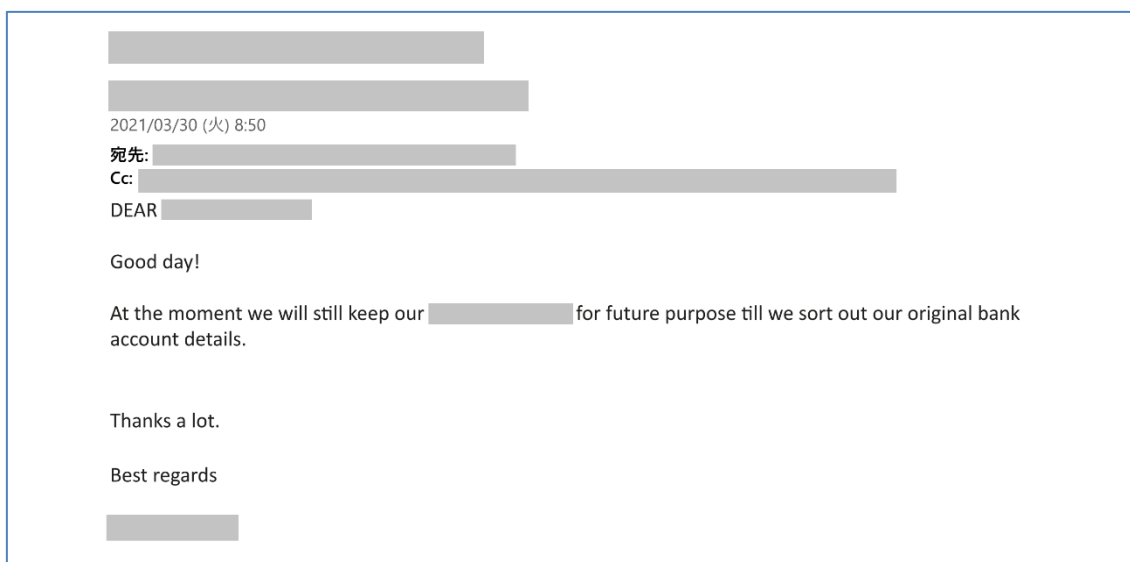 2021/03/30 (火) 8:50
宛先:
Cc:
DEAR
Good day!
At the moment we will still keep our for future purpose till we sort out our original bank
account details.
Thanks a lot.
Best regards